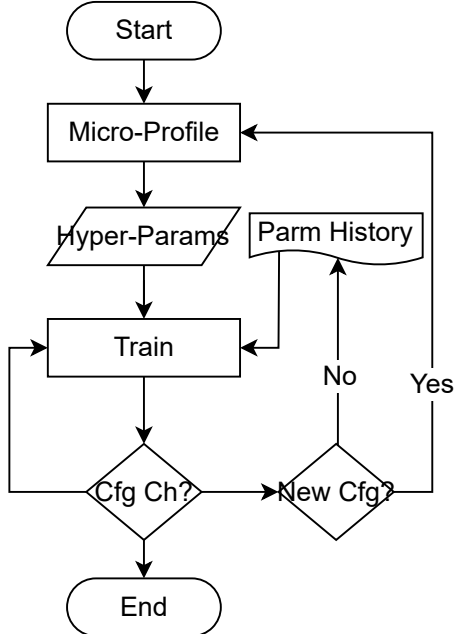 Start
Micro-Profile
Hyper-Params
Parm History
Train
No
Yes
Cfg Ch?
New Cfg?
End